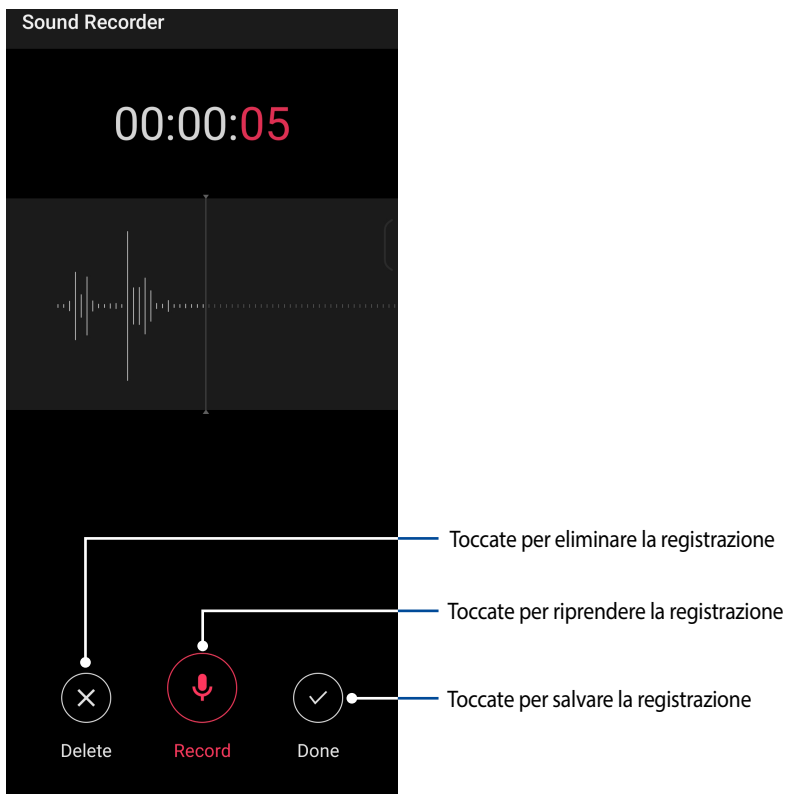 Sound Recorder
00:00:05
Toccate per eliminare la registrazione
Toccate per riprendere la registrazione
Toccate per salvare la registrazione
Delete
Record
Done